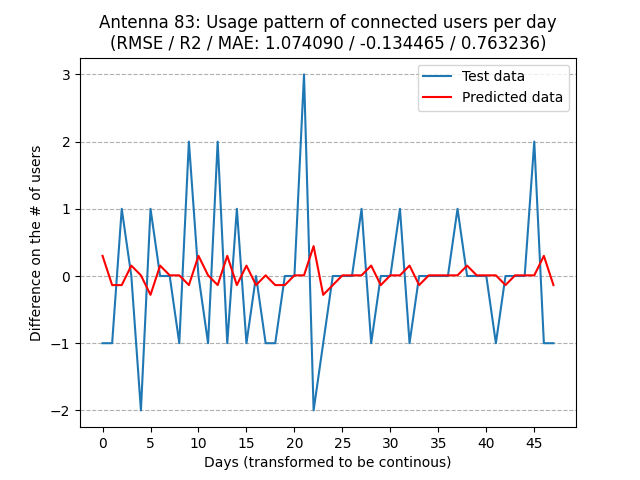 Antenna 83: Usage pattern of connected users per day
(RMSE / R2 / MAE: 1.074090 / -0.134465 / 0.763236)
Test data
Predicted data
Difference on the # of users
3
2
1
0
−1
−2
0 5 10 15 20 25 30 35 40 45
Days (transformed to be continous)